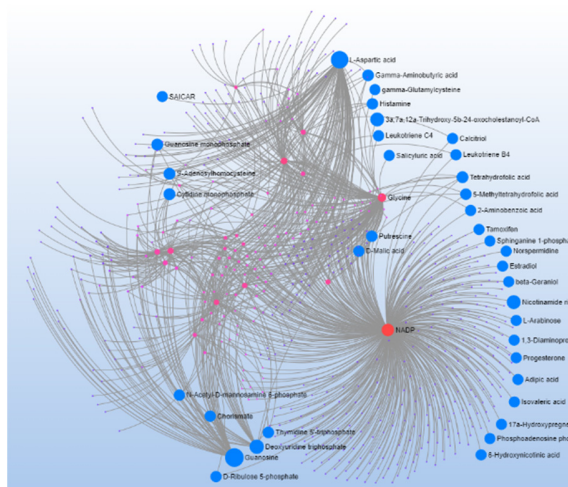 L-Aspartic acid
Gamma-Aminobutyric acid
gamma-Glutamylcysteine
SAICAR
Histamine
3a,7a,12a-Trihydroxy-5b-24-oxocholestanoyl-CoA
Leukotriene C4
Calcitriol
Guanosine monophosphate
Salicyluric acid
Leukotriene B4
S-Adenosylhomocysteine
Tetrahydrofolic acid
Cytidine monophosphate
Glycine
5-Methyltetrahydrofolic acid
2-Aminobenzoic acid
Tamoxifen
Putrescine
Sphinganine 1-phospha
D-Malic acid
Norspermidine
Estradiol
beta-Geraniol
Nicotinamide ri
L-Arabinose
NADP
1,3-Diaminopro
Progesterone
Adipic acid
N-Acetyl-D-mannosamine 6-phosphate
Isovaleric acid
Chorismate
17a-Hydroxypregne
Thymidine 5'-triphosphate
Phosphoadenosine pho
Deoxyuridine triphosphate
Guanosine
6-Hydroxynicotinic acid
D-Ribulose 5-phosphate